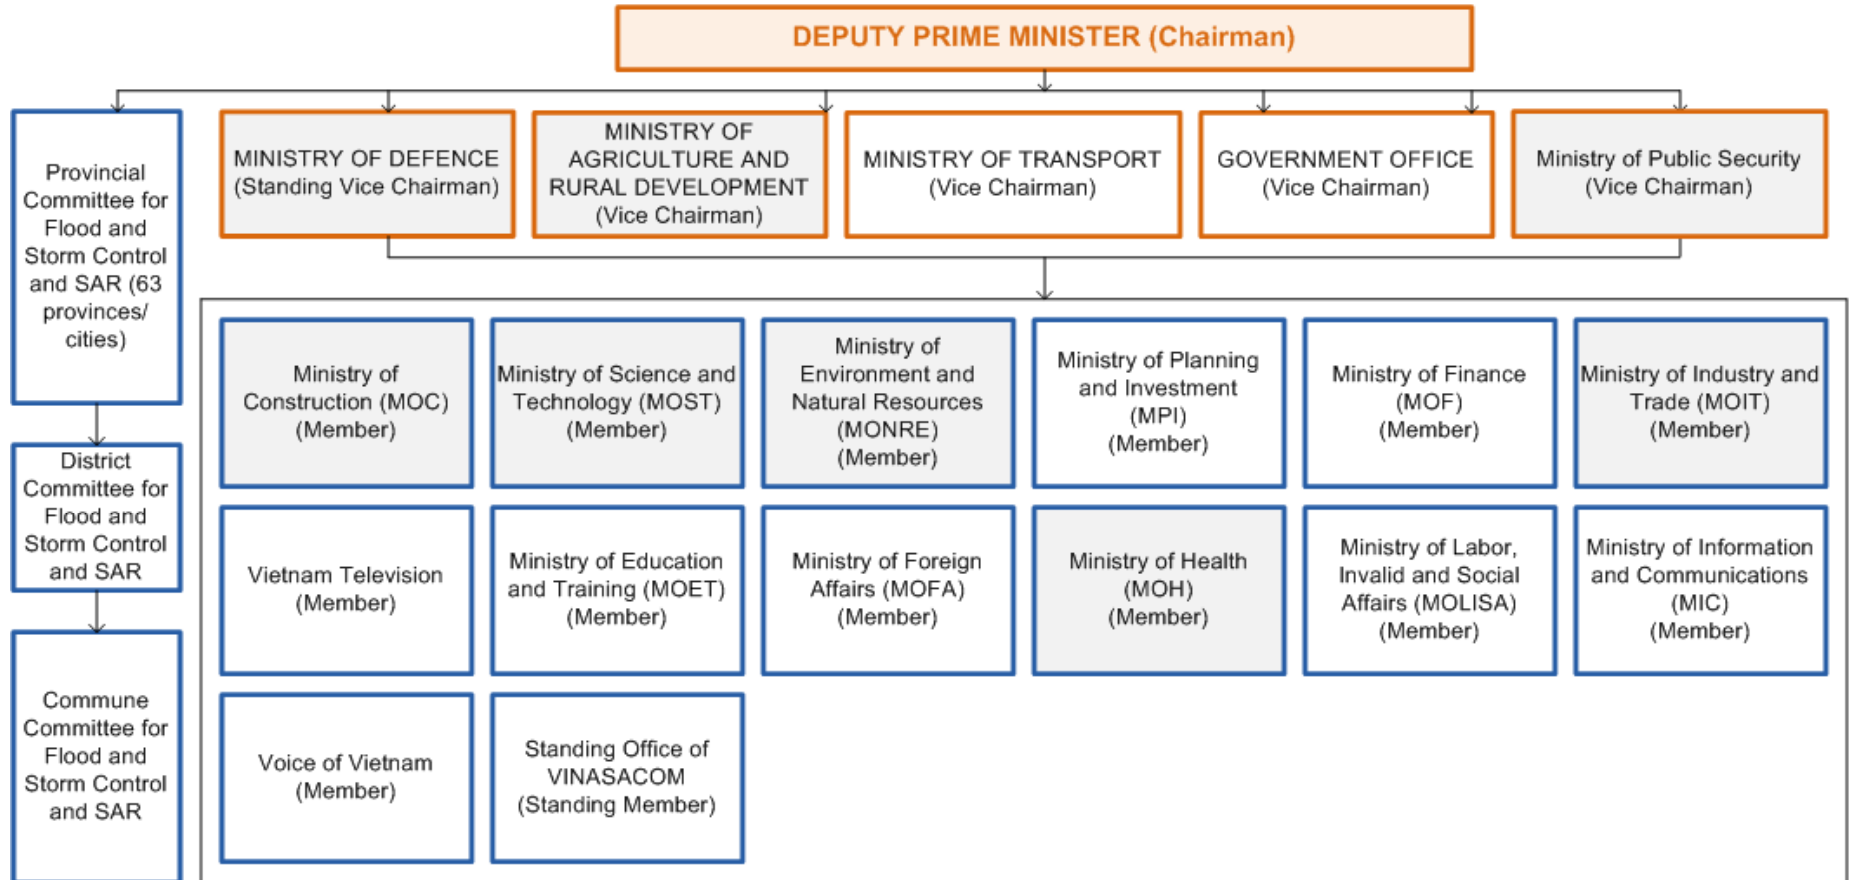 DEPUTY PRIME MINISTER (Chairman)
Provincial
Committee for
Flood and
Storm Control
and SAR (63
provinces/
cities)
MINISTRY OF DEFENCE
(Standing Vice Chairman)
MINISTRY OF
AGRICULTURE AND
RURAL DEVELOPMENT
(Vice Chairman)
MINISTRY OF TRANSPORT
(Vice Chairman)
GOVERNMENT OFFICE
(Vice Chairman)
Ministry of Public Security
(Vice Chairman)
Ministry of
Construction (MOC)
(Member)
Ministry of Science and
Technology (MOST)
(Member)
Ministry of
Environment and
Natural Resources
(MONRE)
(Member)
Ministry of Planning
and Investment
(MPI)
(Member)
Ministry of Finance
(MOF)
(Member)
Ministry of Industry and
Trade (MOIT)
(Member)
District
Committee for
Flood and
Storm Control
and SAR
Vietnam Television
(Member)
Ministry of Education
and Training (MOET)
(Member)
Ministry of Foreign
Affairs (MOFA)
(Member)
Ministry of Health
(MOH)
(Member)
Ministry of Labor,
Invalid and Social
Affairs (MOLISA)
(Member)
Ministry of Information
and Communications
(MIC)
(Member)
Commune
Committee for
Flood and
Storm Control
and SAR
Voice of Vietnam
(Member)
Standing Office of
VINASACOM
(Standing Member)